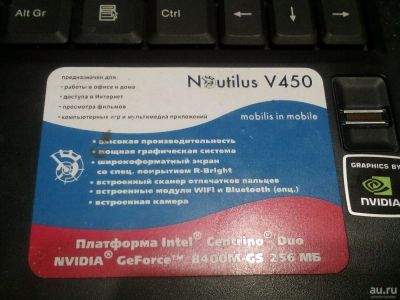 Alt Gr
Ctrl
предназначен для:
• работы в офисе и дома
• доступа в Интернет
• просмотра фильмов
• компьютерных игр и мультимедиа приложений
Nautilus V450
mobilis in mobile
• высокая производительность
• мощная графическая система
• широкоформатный экран
со спец. покрытием R-Bright
• встроенный сканер отпечатков пальцев
• встроенные модули WIFI и Bluetooth (опц.)
• встроенная камера
Платформа Intel® Centrino® Duo
NVIDIA® GeForce™ 8400M-GS 256 МБ
GRAPHICS BY
NVIDIA
au.ru